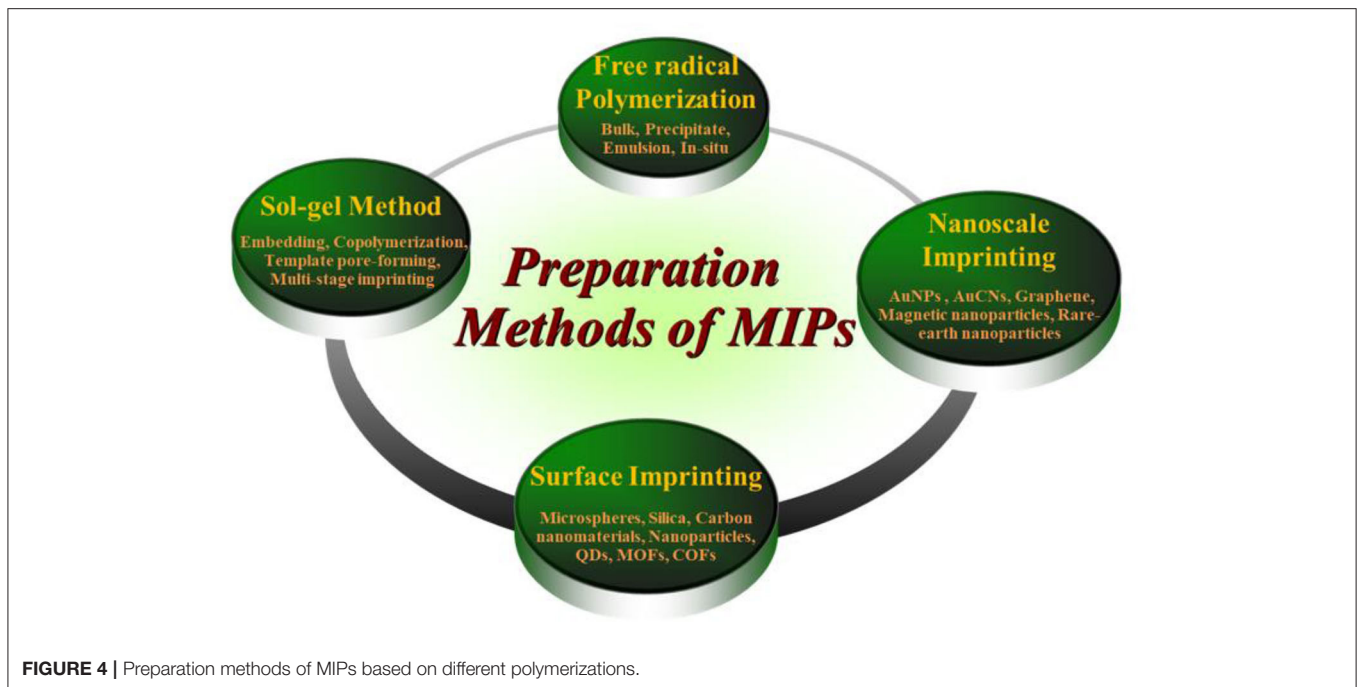 Free radical
Polymerization
Bulk, Precipitate,
Emulsion, In-situ
Sol-gel Method
Embedding, Copolymerization,
Template pore-forming,
Multi-stage imprinting
Nanoscale
Imprinting
AuNPs , AuCNs, Graphene,
Magnetic nanoparticles, Rare-
earth nanoparticles
Preparation
Methods of MIPs
Surface Imprinting
Microspheres, Silica, Carbon
nanomaterials, Nanoparticles,
QDs, MOFs, COFs
FIGURE 4 | Preparation methods of MIPs based on different polymerizations.